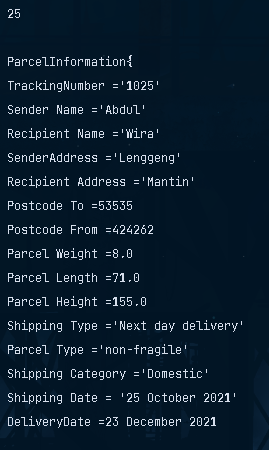 25
ParcelInformation{
TrackingNumber ='1025'
Sender Name ='Abdul'
Recipient Name ='Wira'
SenderAddress ='Lenggeng'
Recipient Address ='Mantin'
Postcode To =53535
Postcode From =424262
Parcel Weight =8.0
Parcel Length =71.0
Parcel Height =155.0
Shipping Type ='Next day delivery'
Parcel Type ='non-fragile'
Shipping Category ='Domestic'
Shipping Date = '25 October 2021'
DeliveryDate =23 December 2021